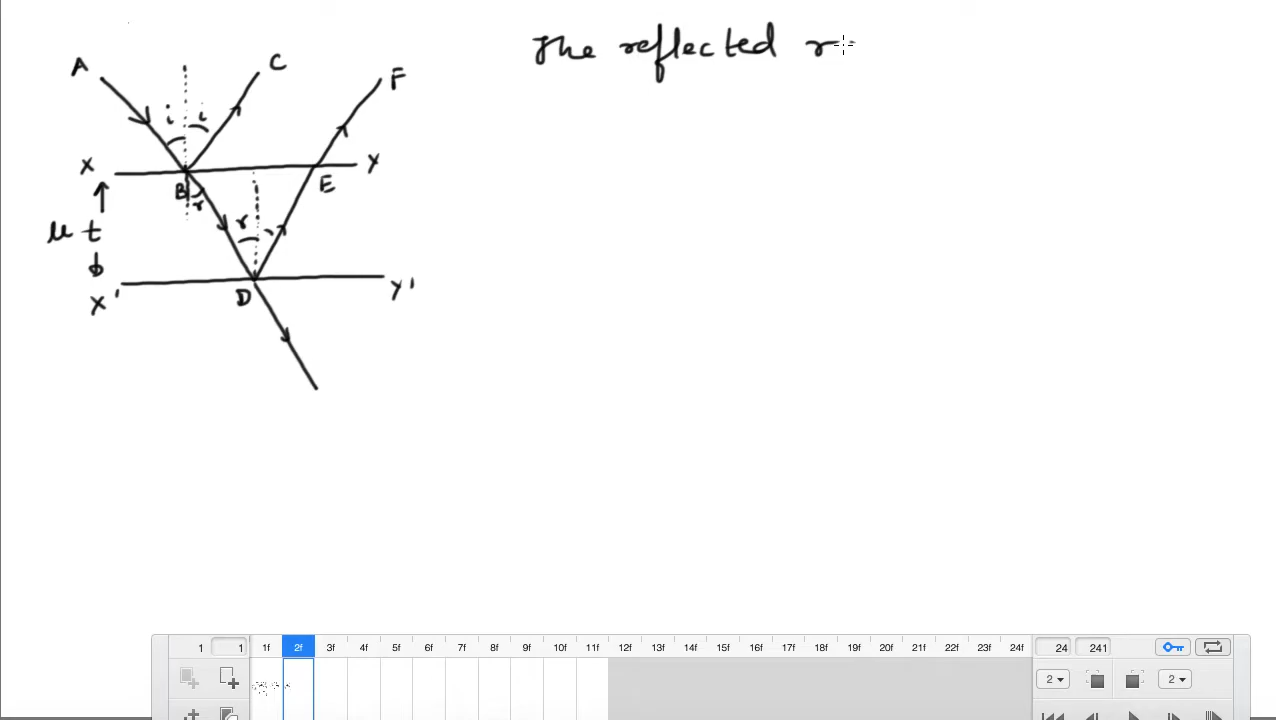 The reflected r
A
C
F
i i
X
Y
B
E
r
r
μ t
D
X'
Y'
1 1 1f 2f 3f 4f 5f 6f 7f 8f 9f 10f 11f 12f 13f 14f 15f 16f 17f 18f 19f 20f 21f 22f 23f 24f 24 241
2 2